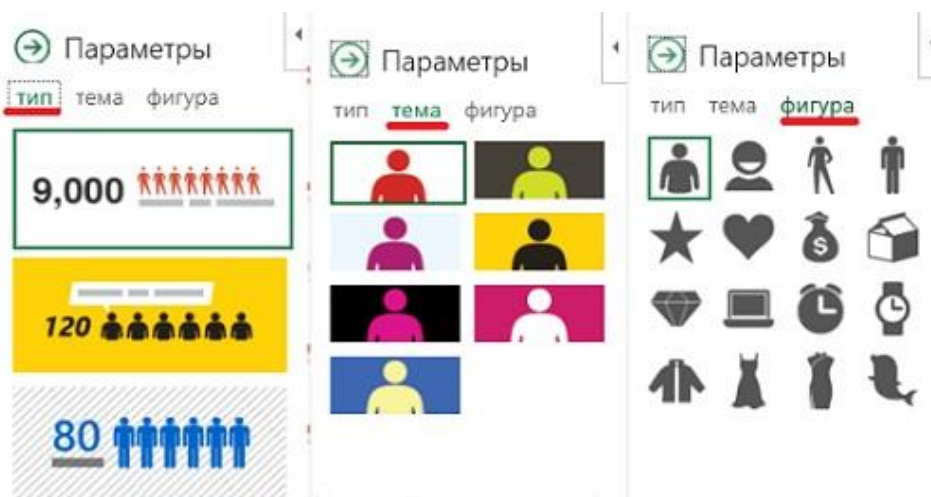 Параметры
тип тема фигура
9,000
120
80
Параметры
тип тема фигура
Параметры
тип тема фигура
$